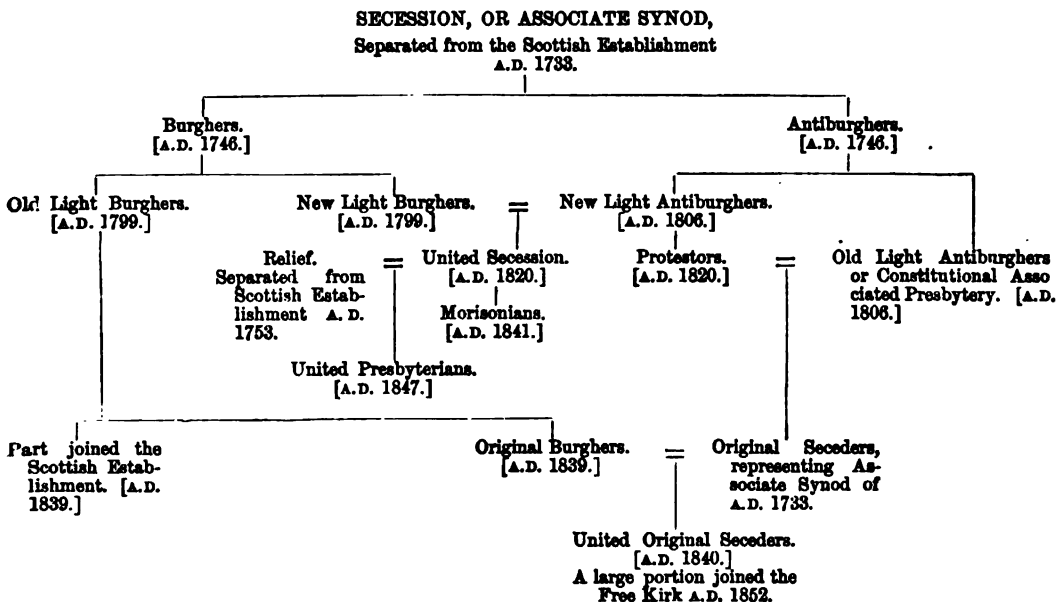 SECESSION, OR ASSOCIATE SYNOD,
Separated from the Scottish Establishment
A.D. 1733.
Burghers.
[A.D. 1746.]
Antiburghers.
[A.D. 1746.]
Old Light Burghers.
[A.D. 1799.]
New Light Burghers.
[A.D. 1799.]
=
New Light Antiburghers.
[A.D. 1806.]
Relief.
Separated from
Scottish Estab-
lishment A. D.
1753.
=
United Secession.
[A.D. 1820.]
Morisonians.
[A.D. 1841.]
Protestors.
[A.D. 1820.]
=
Old Light Antiburghers
or Constitutional Asso
ciated Presbytery. [A.D.
1806.]
United Presbyterians.
[A.D. 1847.]
Part joined the
Scottish Estab-
lishment. [A.D.
1839.]
Original Burghers.
[A.D. 1839.]
=
Original Seceders,
representing As-
sociate Synod of
A.D. 1733.
United Original Seceders.
[A.D. 1840.]
A large portion joined the
Free Kirk A.D. 1852.